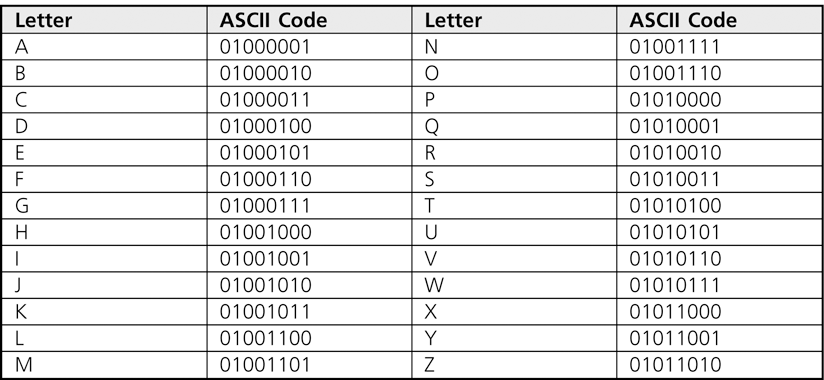 Letter ASCII Code Letter ASCII Code
A 01000001 N 01001111
B 01000010 O 01001110
C 01000011 P 01010000
D 01000100 Q 01010001
E 01000101 R 01010010
F 01000110 S 01010011
G 01000111 T 01010100
H 01001000 U 01010101
I 01001001 V 01010110
J 01001010 W 01010111
K 01001011 X 01011000
L 01001100 Y 01011001
M 01001101 Z 01011010